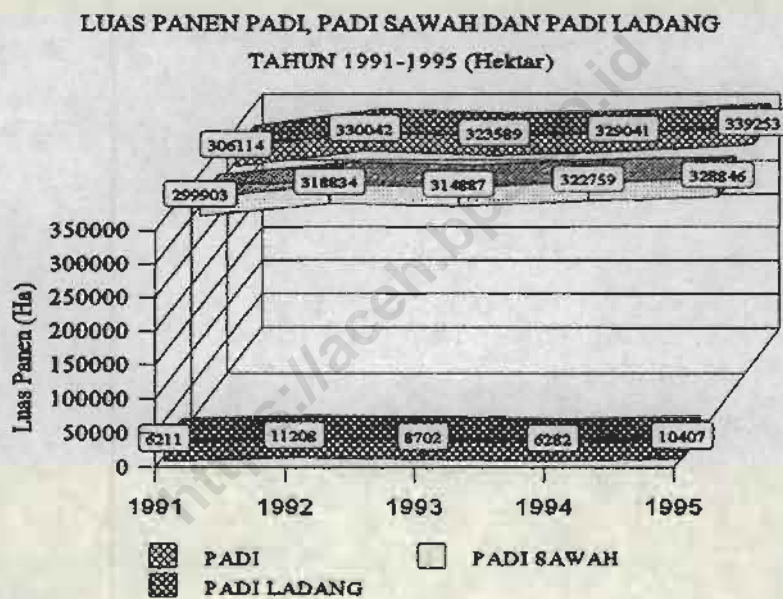 LUAS PANEN PADI, PADI SAWAH DAN PADI LADANG
TAHUN 1991-1995 (Hektar)
306114 330042 323589 329041 339253
299903 318834 314887 322759 328846
Luas Panen (Ha)
350000
300000
250000
200000
150000
100000
50000
0
6211 11208 8702 6282 10407
1991 1992 1993 1994 1995
PADI PADI SAWAH
PADI LADANG
https://aceh.bps.go.id